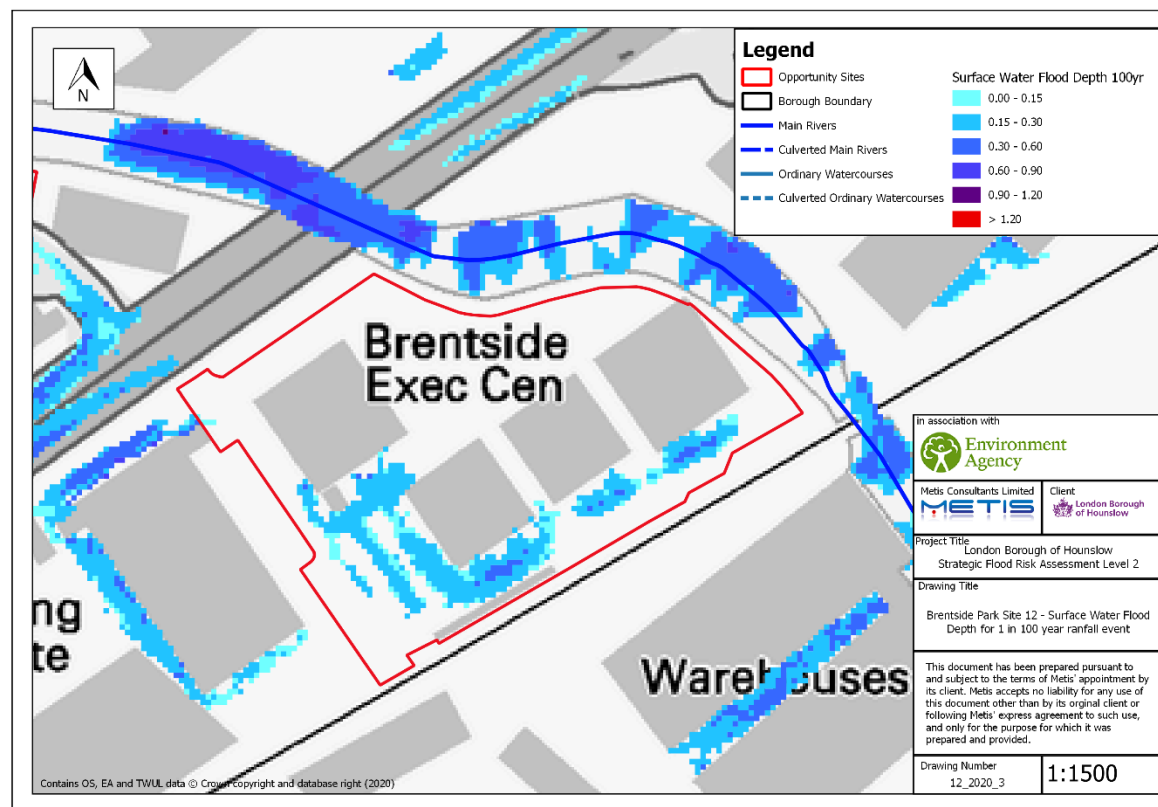 N
Legend
Opportunity Sites
Borough Boundary
Main Rivers
Culverted Main Rivers
Ordinary Watercourses
Culverted Ordinary Watercourses
Surface Water Flood Depth 100yr
0.00 - 0.15
0.15 - 0.30
0.30 - 0.60
0.60 - 0.90
0.90 - 1.20
> 1.20
Brentside
Exec Cen
ng
te
Warehouses
in association with
Environment
Agency
Metis Consultants Limited
METIS
Client
London Borough
of Hounslow
Project Title
London Borough of Hounslow
Strategic Flood Risk Assessment Level 2
Drawing Title
Brentside Park Site 12 - Surface Water Flood
Depth for 1 in 100 year ranfall event
This document has been prepared pursuant to
and subject to the terms of Metis' appointment by
its client. Metis accepts no liability for any use of
this document other than by its orginal client or
following Metis' express agreement to such use,
and only for the purpose for which it was
prepared and provided.
Drawing Number
12_2020_3
1:1500
Contains OS, EA and TWUL data © Crown copyright and database right (2020)